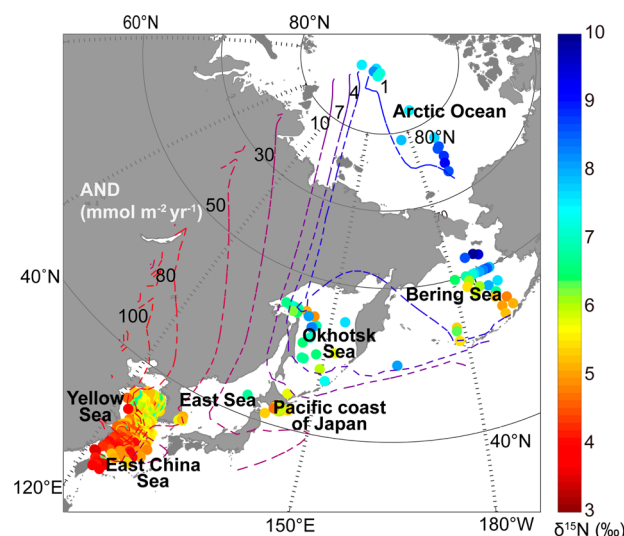 60°N
80°N
10
9
8
7
6
5
4
3
δ¹⁵N (‰)
1
4
7
10
30
50
80
100
Arctic Ocean
80°N
AND
(mmol m⁻² yr⁻¹)
40°N
Bering Sea
Okhotsk
Sea
Yellow
Sea
East Sea
Pacific coast
of Japan
East China
Sea
40°N
120°E
150°E
180°W